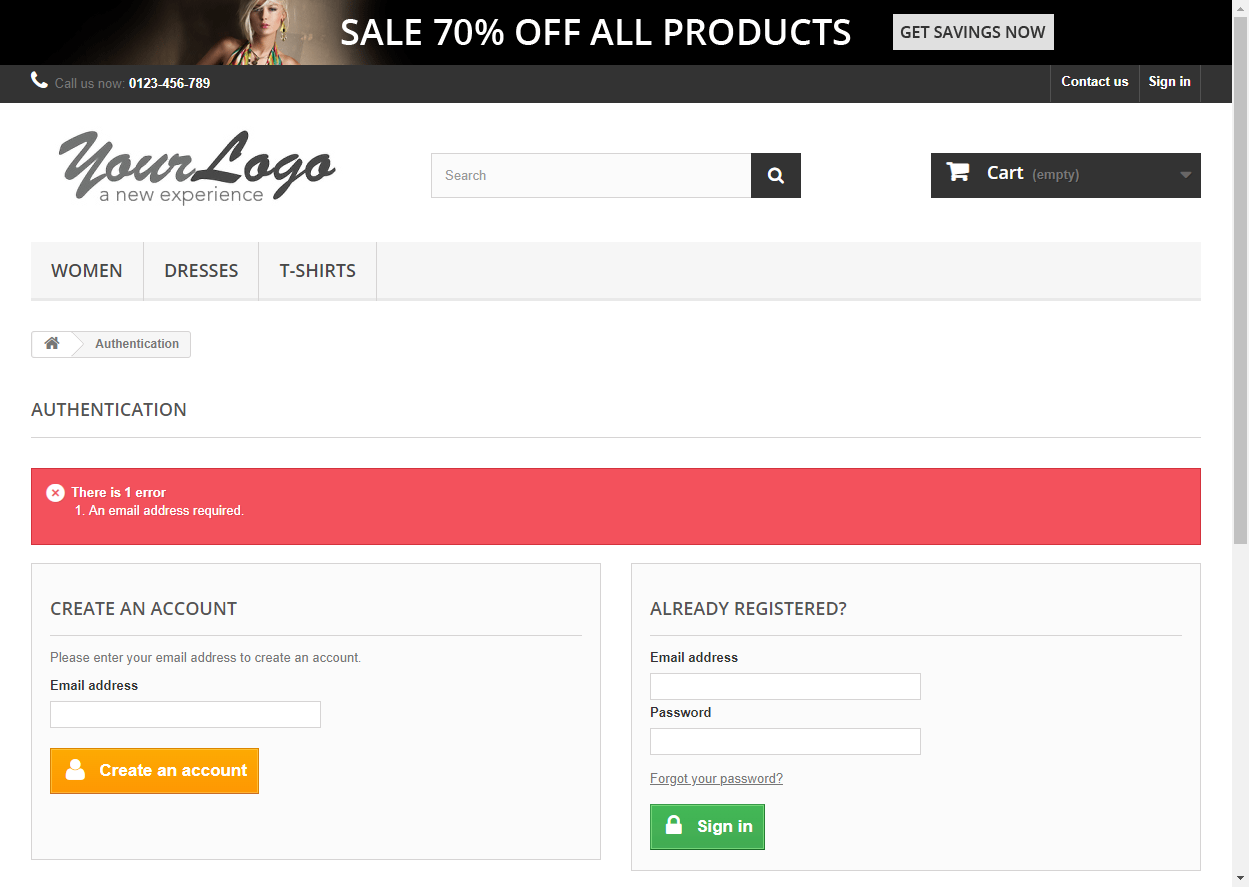 SALE 70% OFF ALL PRODUCTS
GET SAVINGS NOW
Call us now: 0123-456-789
Contact us
Sign in
YourLogo
a new experience
Search
Cart (empty)
WOMEN
DRESSES
T-SHIRTS
Authentication
AUTHENTICATION
There is 1 error
1. An email address required.
CREATE AN ACCOUNT
Please enter your email address to create an account.
Email address
Create an account
ALREADY REGISTERED?
Email address
Password
Forgot your password?
Sign in